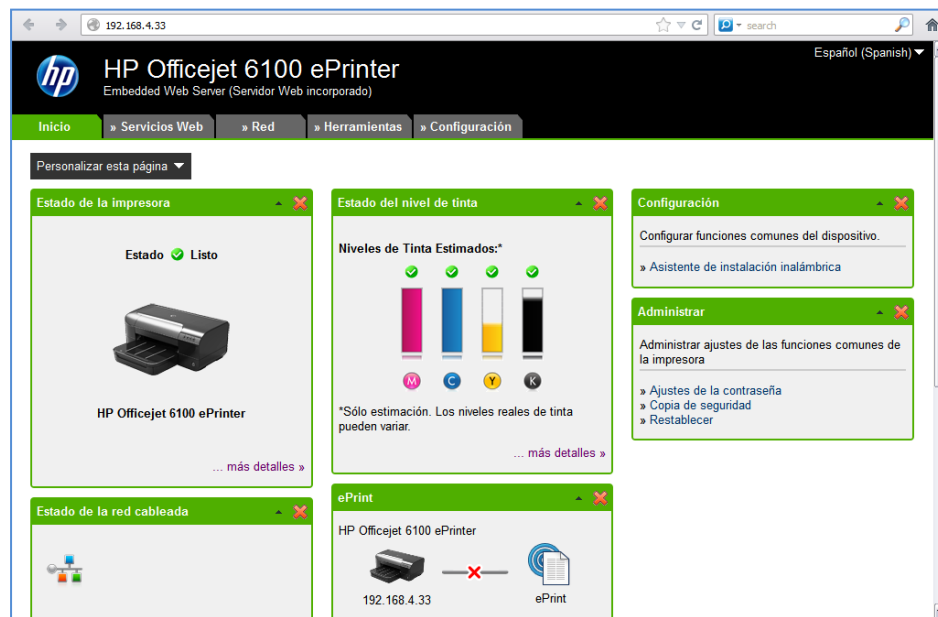 192.168.4.33
search
hp
HP Officejet 6100 ePrinter
Embedded Web Server (Servidor Web incorporado)
Español (Spanish)
Inicio
» Servicios Web
» Red
» Herramientas
» Configuración
Personalizar esta página
Estado de la impresora
Estado Listo
HP Officejet 6100 ePrinter
... más detalles »
Estado del nivel de tinta
Niveles de Tinta Estimados:*
M C Y K
*Sólo estimación. Los niveles reales de tinta
pueden variar.
... más detalles »
Configuración
Configurar funciones comunes del dispositivo.
» Asistente de instalación inalámbrica
Administrar
Administrar ajustes de las funciones comunes de
la impresora
» Ajustes de la contraseña
» Copia de seguridad
» Restablecer
Estado de la red cableada
ePrint
HP Officejet 6100 ePrinter
192.168.4.33
ePrint